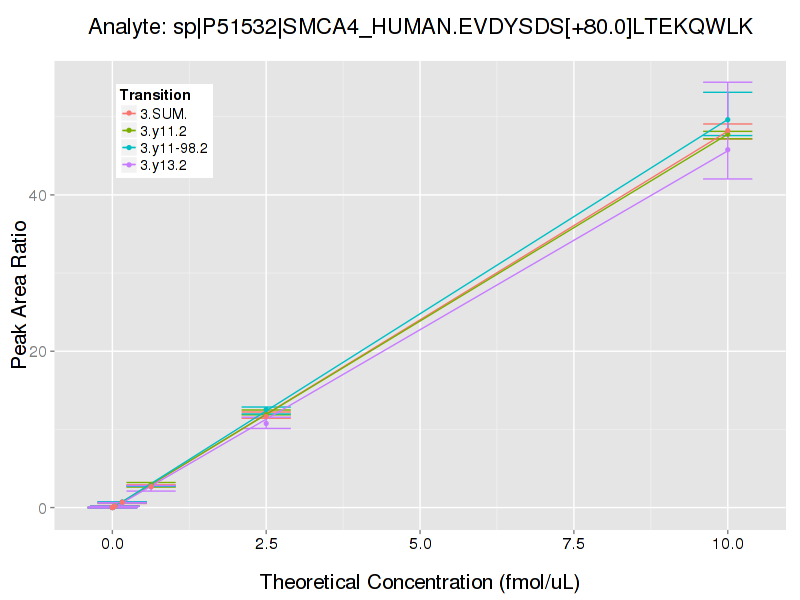 Analyte: sp|P51532|SMCA4_HUMAN.EVDYSDS[+80.0]LTEKQWLK
Transition
3.SUM.
3.y11.2
3.y11-98.2
3.y13.2
Peak Area Ratio
40
20
0
0.0 2.5 5.0 7.5 10.0
Theoretical Concentration (fmol/uL)